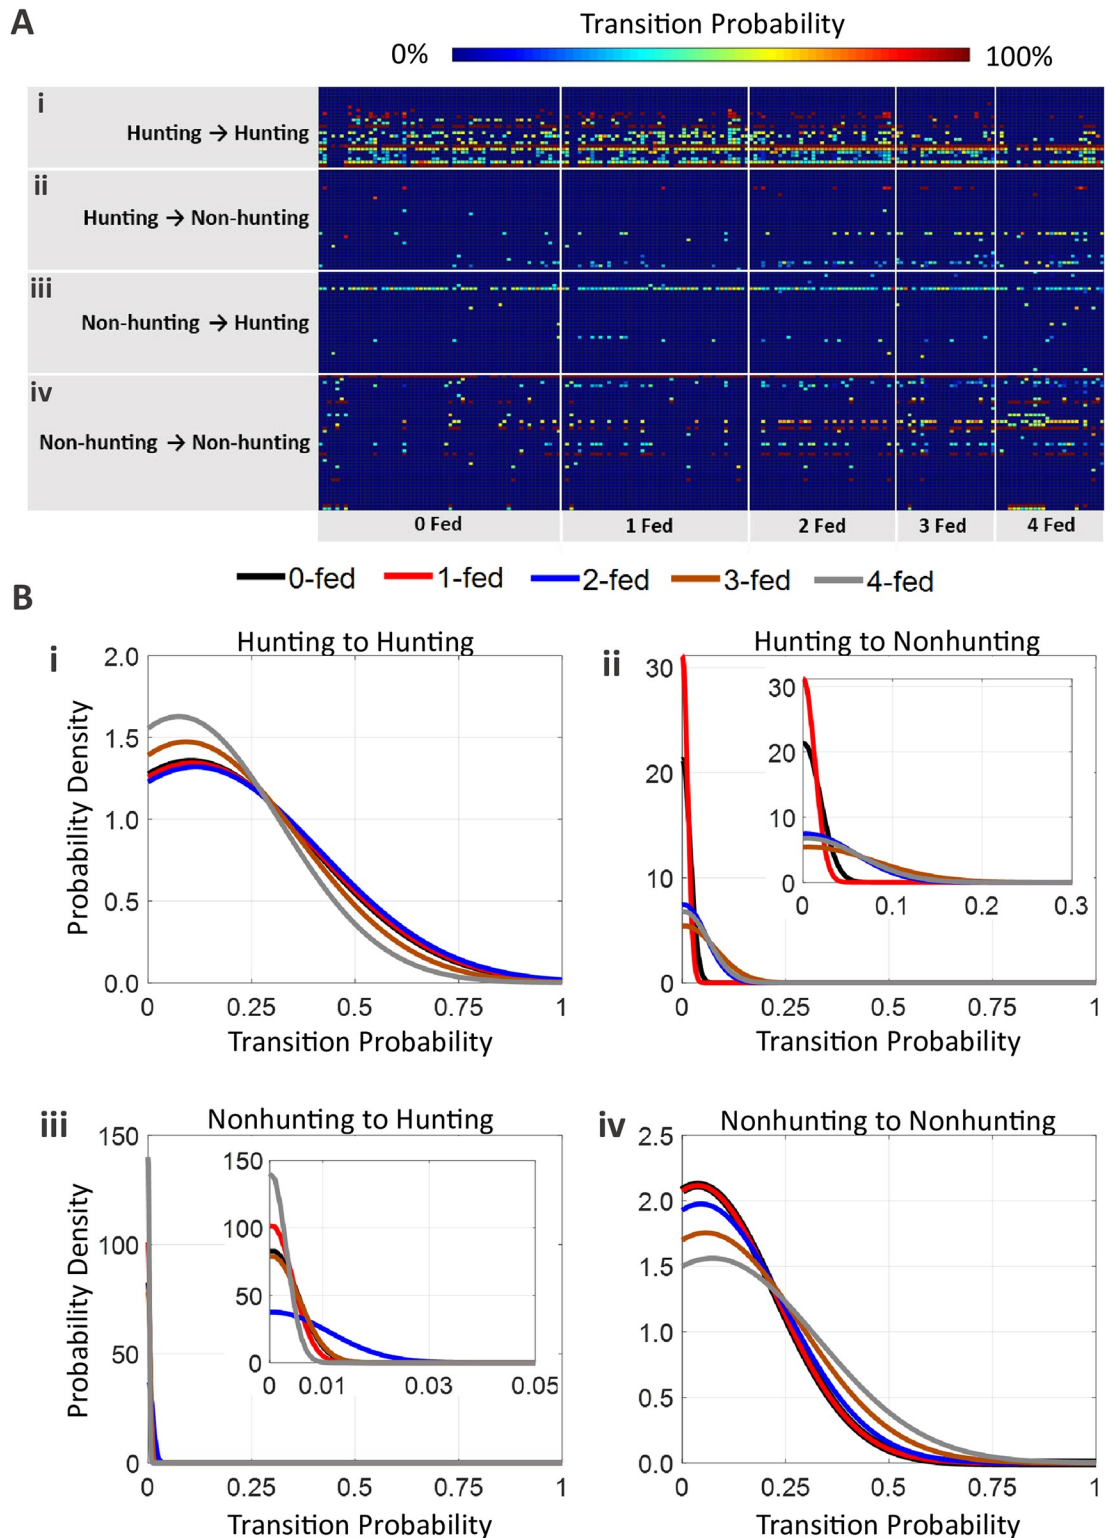 A
Transition Probability
0% 100%
i
Hunting → Hunting
ii
Hunting → Non-hunting
iii
Non-hunting → Hunting
iv
Non-hunting → Non-hunting
0 Fed 1 Fed 2 Fed 3 Fed 4 Fed
0-fed 1-fed 2-fed 3-fed 4-fed
B
i
Hunting to Hunting
2.0
1.5
1.0
0.5
0.0
0 0.25 0.5 0.75 1
Probability Density
Transition Probability
ii
Hunting to Nonhunting
30
20
10
0
0 0.25 0.5 0.75 1
30
20
10
0
0 0.1 0.2 0.3
Transition Probability
iii
Nonhunting to Hunting
150
100
50
0
0 0.25 0.5 0.75 1
150
100
50
0
0 0.01 0.03 0.05
Probability Density
Transition Probability
iv
Nonhunting to Nonhunting
2.5
2.0
1.5
1.0
0.5
0.0
0 0.25 0.5 0.75 1
Transition Probability